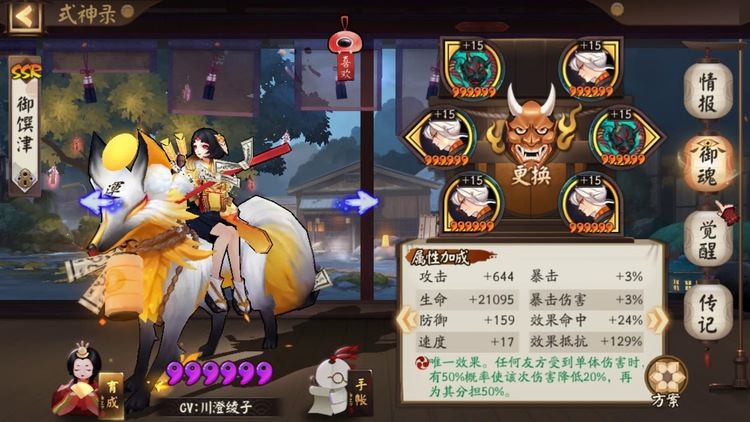 式神录
SSR
御馔津
喜欢
+15
999999
+15
999999
+15
999999
+15
999999
+15
999999
+15
999999
更换
情报
御魂
觉醒
传记
属性加成
攻击 +644 暴击 +3%
生命 +21095 暴击伤害 +3%
防御 +159 效果命中 +24%
速度 +17 效果抵抗 +129%
唯一效果。任何友方受到单体伤害时,
有50%概率使该次伤害降低20%,再
为其分担50%。
方案
育成
999999
CV:川澄绫子
手帐